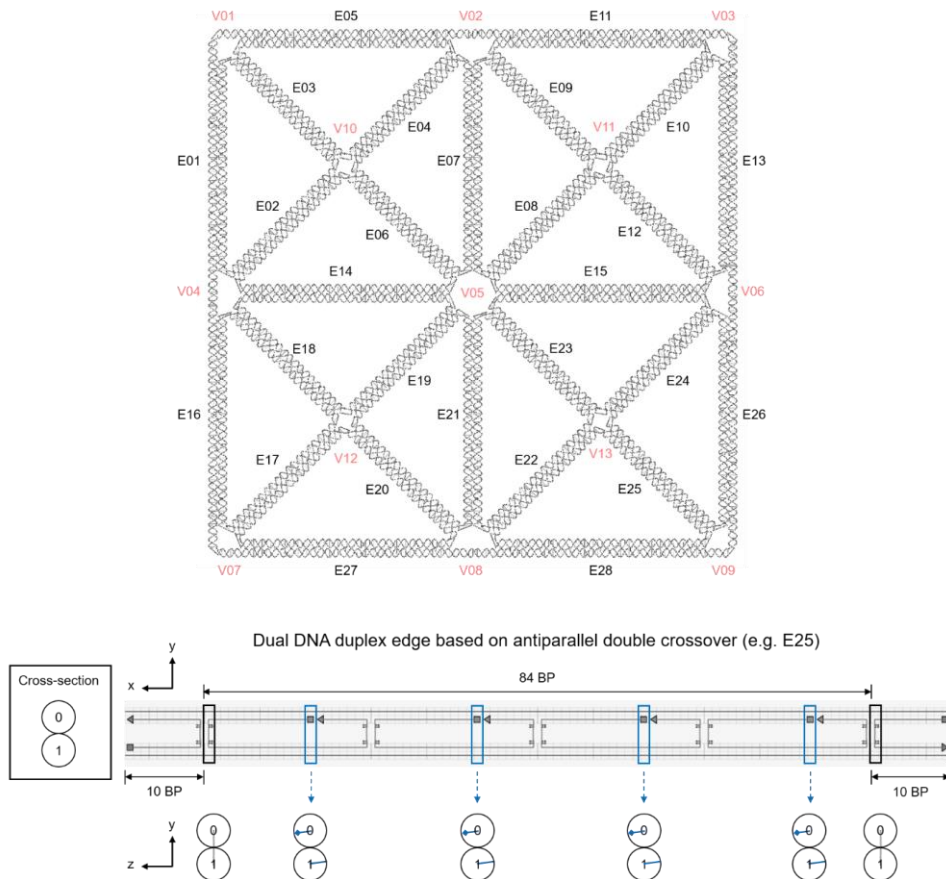 V01 E05 V02 E11 V03
E03 E09
V10 E04 V11 E10
E01 E07 E13
E02 E06 E08 E12
E14 E15
V04 V05 V06
E18 E23
E19 E24
E16 E21 E26
E17 V12 E20 E22 V13 E25
V07 E27 V08 E28 V09
Dual DNA duplex edge based on antiparallel double crossover (e.g. E25)
Cross-section
0
1
y
x
84 BP
10 BP 10 BP
y
z
0 0 0 0 0 0
1 1 1 1 1 1